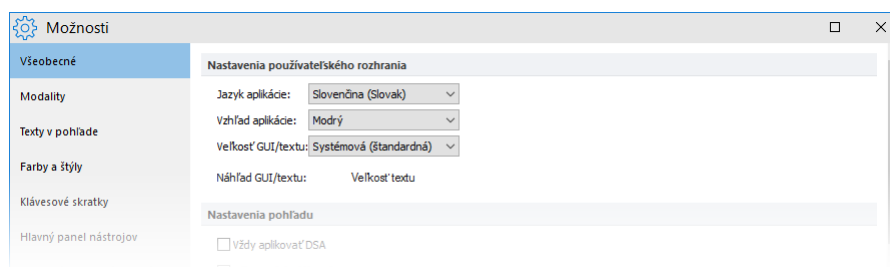 Možnosti
Všeobecné
Modality
Texty v pohľade
Farby a štýly
Klávesové skratky
Hlavný panel nástrojov
Nastavenia používateľského rozhrania
Jazyk aplikácie: Slovenčina (Slovak)
Vzhľad aplikácie: Modrý
Veľkosť GUI/textu: Systémová (štandardná)
Náhľad GUI/textu: Veľkosť textu
Nastavenia pohľadu
Vždy aplikovať DSA